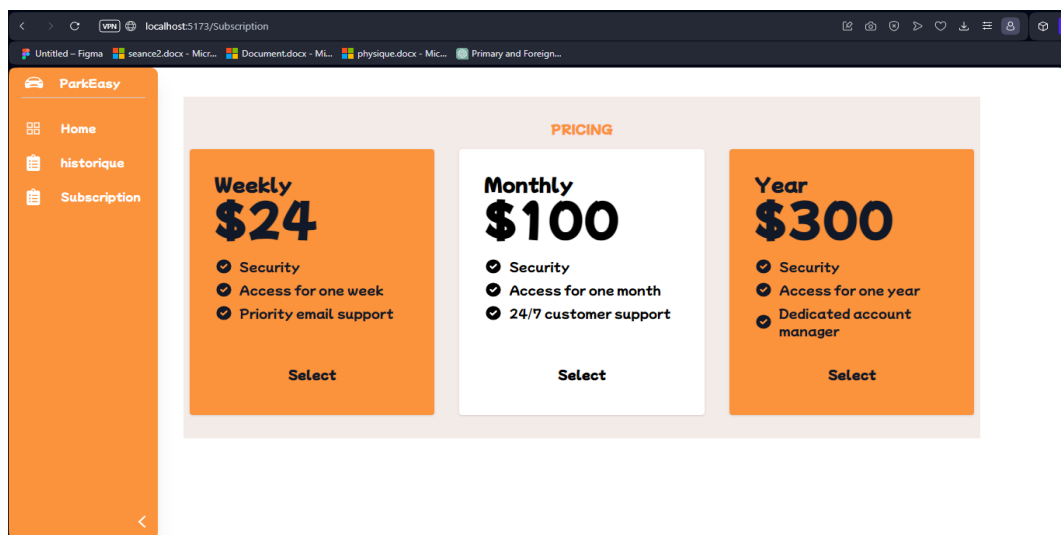 VPN localhost:5173/Subscription
Untitled – Figma seance2.docx - Micr... Document.docx - Mi... physique.docx - Mic... Primary and Foreign...
ParkEasy
Home
historique
Subscription
PRICING
Weekly
$24
Security
Access for one week
Priority email support
Select
Monthly
$100
Security
Access for one month
24/7 customer support
Select
Year
$300
Security
Access for one year
Dedicated account
manager
Select